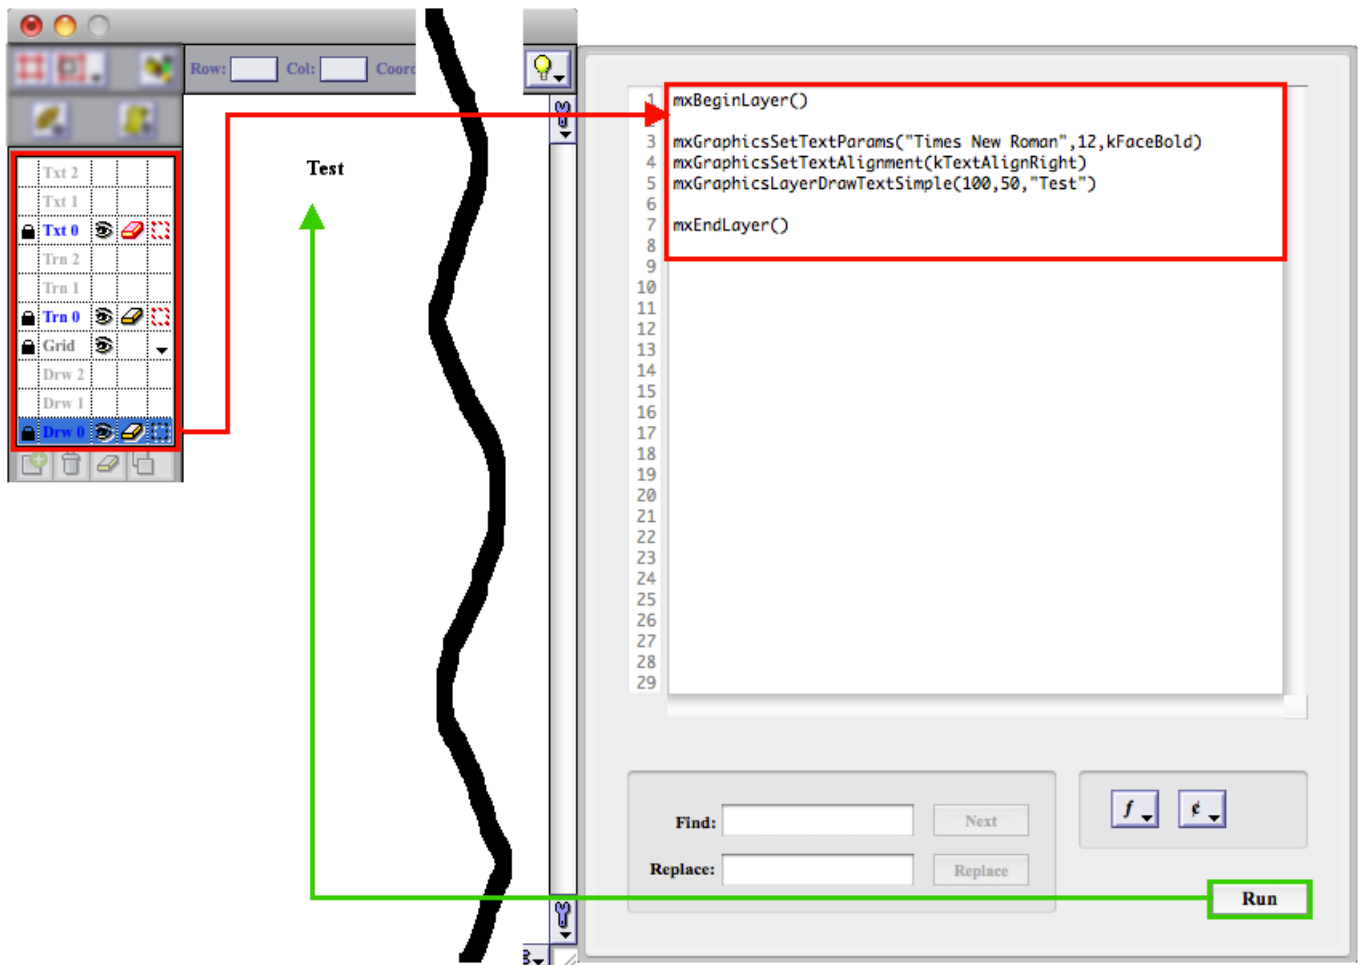 Row:
Col:
Test
Txt 2
Txt 1
Txt 0
Trn 2
Trn 1
Trn 0
Grid
Drw 2
Drw 1
Drw 0
1 mxBeginLayer()
3 mxGraphicsSetTextParams("Times New Roman",12,kFaceBold)
4 mxGraphicsSetTextAlignment(kTextAlignRight)
5 mxGraphicsLayerDrawTextSimple(100,50,"Test")
6
7 mxEndLayer()
8
9
10
11
12
13
14
15
16
17
18
19
20
21
22
23
24
25
26
27
28
29
Find:
Next
Replace:
Replace
f
¢
Run